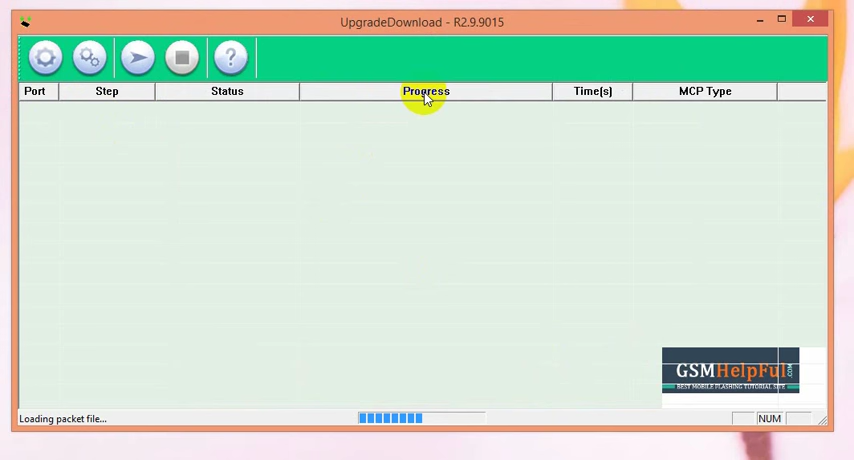 UpgradeDownload - R2.9.9015
Port Step Status Progress Time(s) MCP Type
GSMHelpFul.COM
BEST MOBILE FLASHING TUTORIAL SITE
Loading packet file... NUM